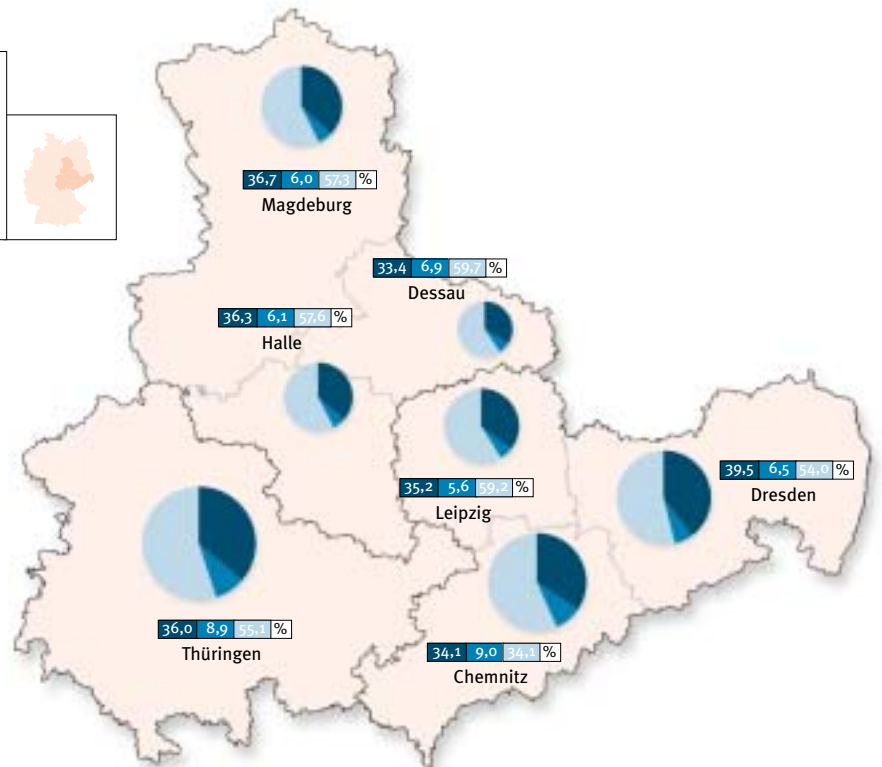 36,7 6,0 57,3 %
Magdeburg
33,4 6,9 59,7 %
Dessau
36,3 6,1 57,6 %
Halle
35,2 5,6 59,2 %
Leipzig
39,5 6,5 54,0 %
Dresden
36,0 8,9 55,1 %
Thüringen
34,1 9,0 34,1 %
Chemnitz